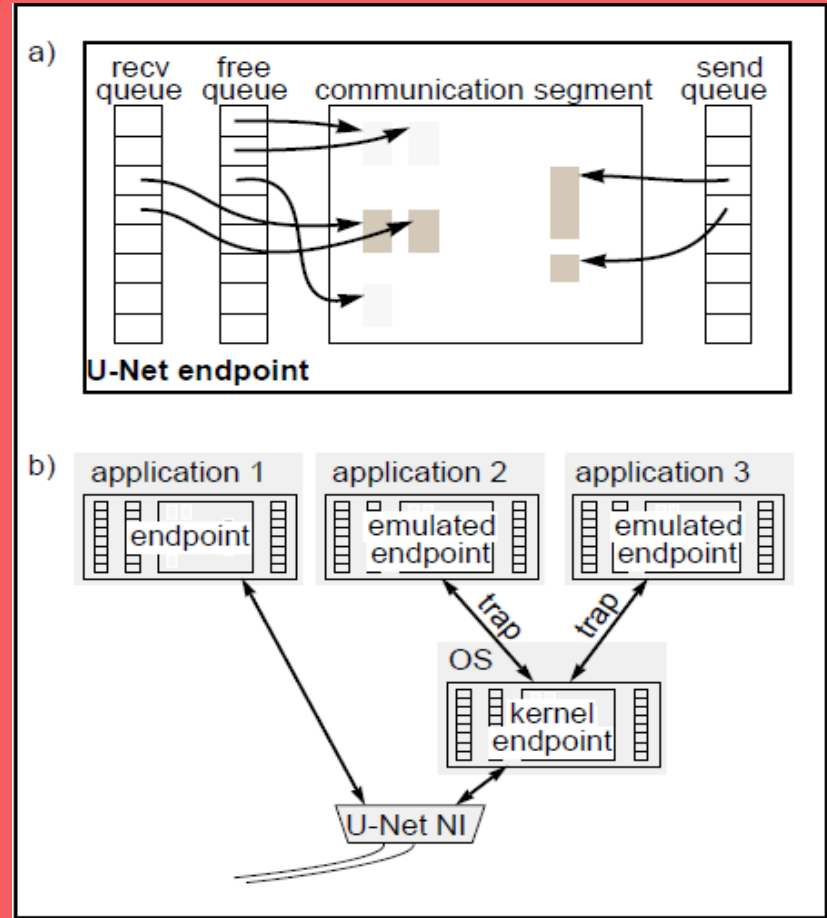 a)
recv queue
free queue
communication segment
send queue
U-Net endpoint
b)
application 1
application 2
application 3
endpoint
emulated endpoint
emulated endpoint
trap
trap
OS
kernel endpoint
U-Net NI